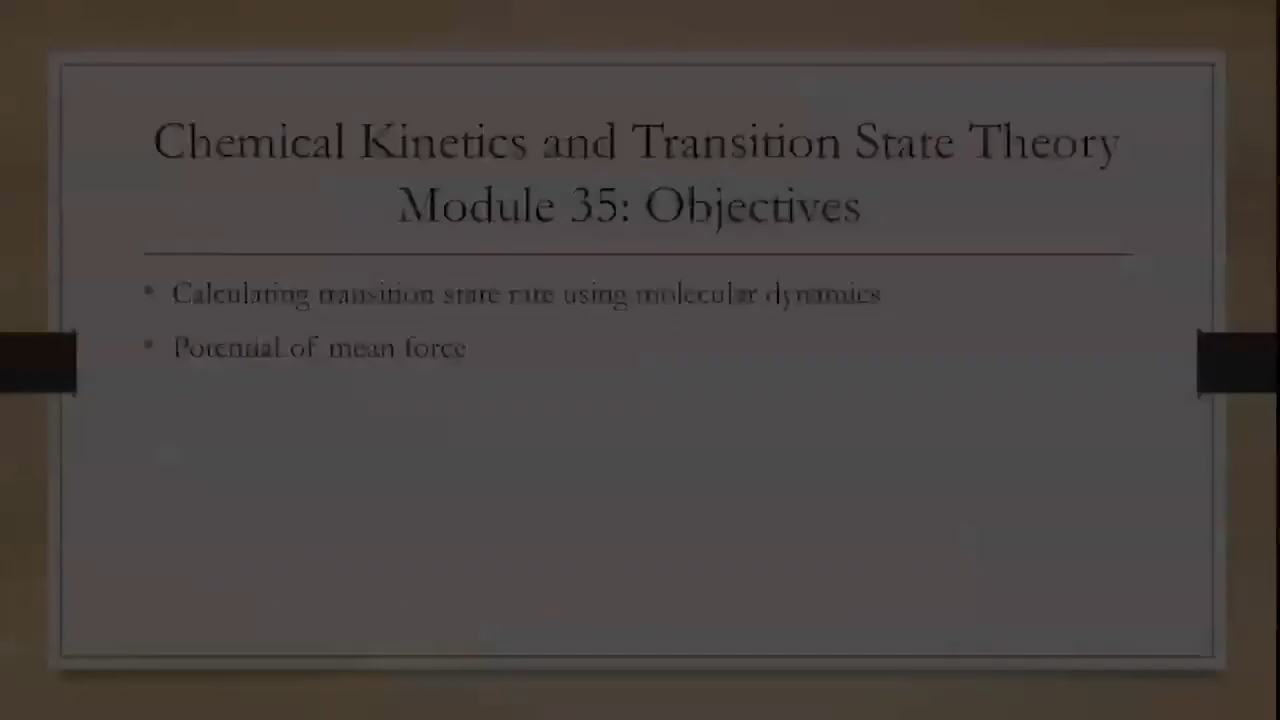 Chemical Kinetics and Transition State Theory
Module 35: Objectives
• Calculating transition state rate using molecular dynamics
• Potential of mean force